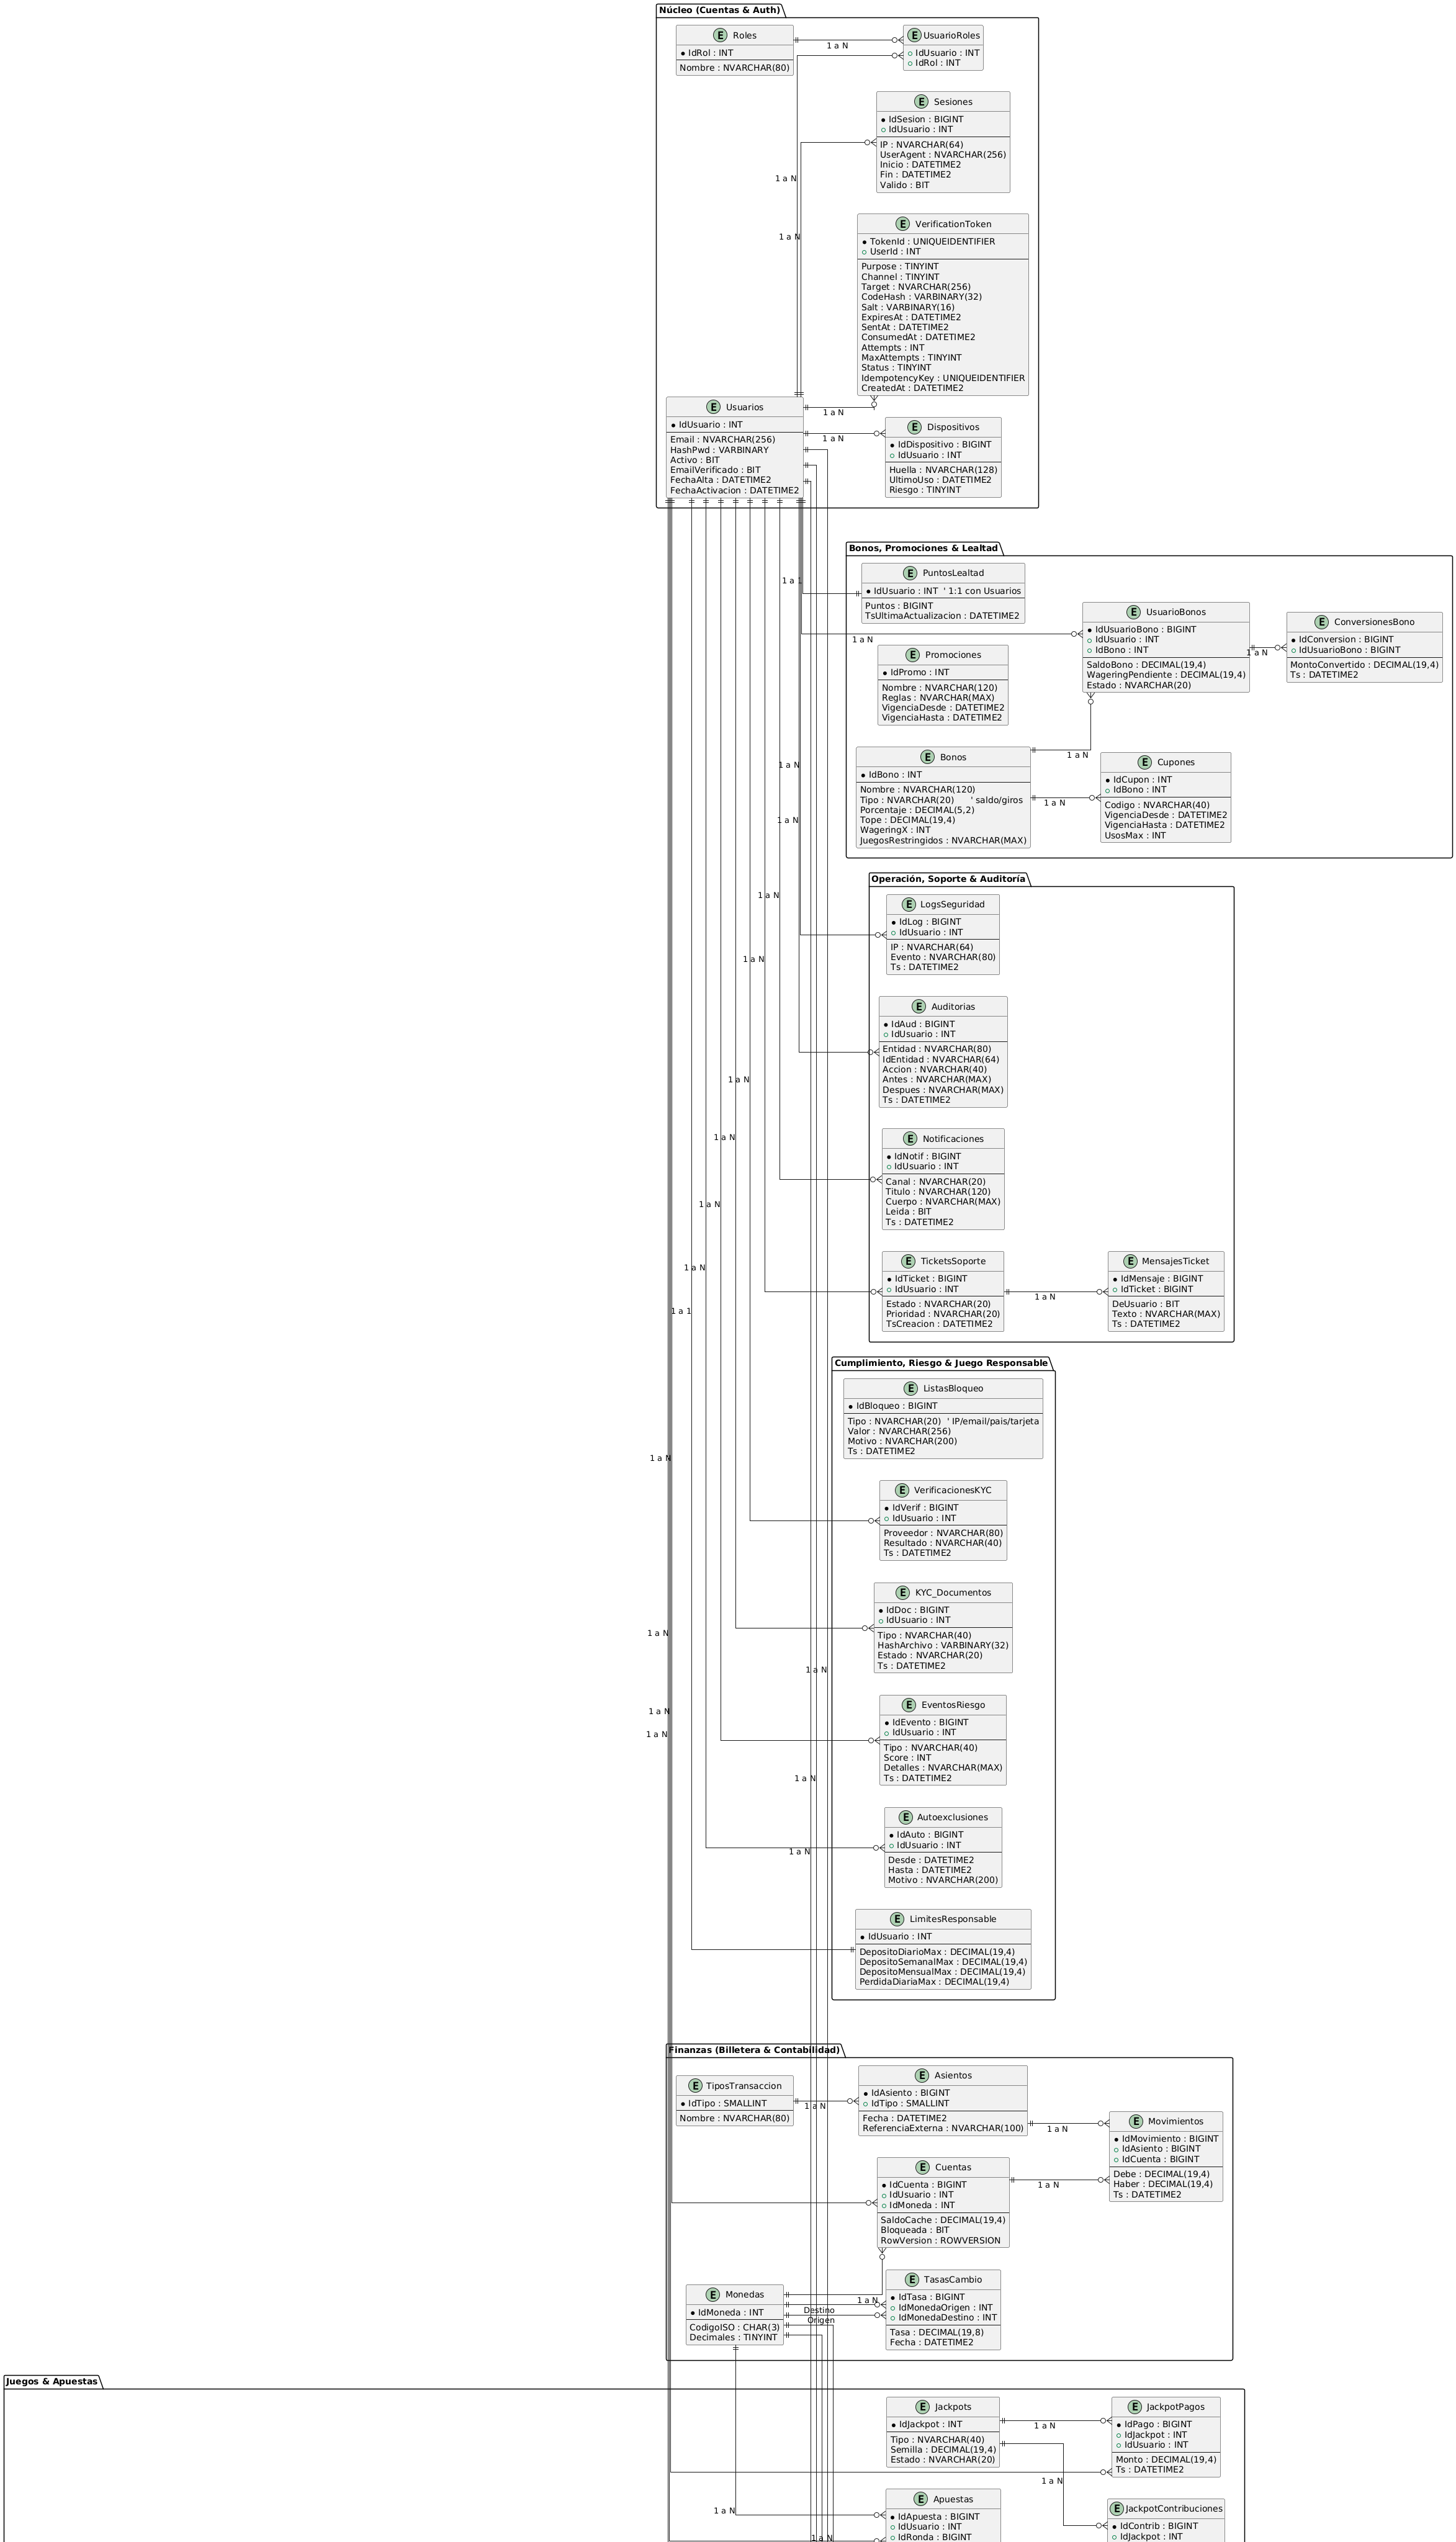 Núcleo (Cuentas & Auth)
E Roles
IdRol : INT
Nombre : NVARCHAR(80)
1 a N
E UsuarioRoles
IdUsuario : INT
IdRol : INT
E Sesiones
IdSesion : BIGINT
IdUsuario : INT
IP : NVARCHAR(64)
UserAgent : NVARCHAR(256)
Inicio : DATETIME2
Fin : DATETIME2
Valido : BIT
1 a N
1 a N
E VerificationToken
TokenId : UNIQUEIDENTIFIER
UserId : INT
Purpose : TINYINT
Channel : TINYINT
Target : NVARCHAR(256)
CodeHash : VARBINARY(32)
Salt : VARBINARY(16)
ExpiresAt : DATETIME2
SentAt : DATETIME2
ConsumedAt : DATETIME2
Attempts : INT
MaxAttempts : TINYINT
Status : TINYINT
IdempotencyKey : UNIQUEIDENTIFIER
CreatedAt : DATETIME2
E Usuarios
IdUsuario : INT
Email : NVARCHAR(256)
HashPwd : VARBINARY
Activo : BIT
EmailVerificado : BIT
FechaAlta : DATETIME2
FechaActivacion : DATETIME2
1 a N
1 a N
E Dispositivos
IdDispositivo : BIGINT
IdUsuario : INT
Huella : NVARCHAR(128)
UltimoUso : DATETIME2
Riesgo : TINYINT
Bonos, Promociones & Lealtad
1 a 1
E PuntosLealtad
IdUsuario : INT ' 1:1 con Usuarios
Puntos : BIGINT
TsUltimaActualizacion : DATETIME2
1 a N
E UsuarioBonos
IdUsuarioBono : BIGINT
IdUsuario : INT
IdBono : INT
SaldoBono : DECIMAL(19,4)
WageringPendiente : DECIMAL(19,4)
Estado : NVARCHAR(20)
1 a N
E ConversionesBono
IdConversion : BIGINT
IdUsuarioBono : BIGINT
MontoConvertido : DECIMAL(19,4)
Ts : DATETIME2
E Promociones
IdPromo : INT
Nombre : NVARCHAR(120)
Reglas : NVARCHAR(MAX)
VigenciaDesde : DATETIME2
VigenciaHasta : DATETIME2
E Bonos
IdBono : INT
Nombre : NVARCHAR(120)
Tipo : NVARCHAR(20) ' saldo/giros
Porcentaje : DECIMAL(5,2)
Tope : DECIMAL(19,4)
WageringX : INT
JuegosRestringidos : NVARCHAR(MAX)
1 a N
1 a N
E Cupones
IdCupon : INT
IdBono : INT
Codigo : NVARCHAR(40)
VigenciaDesde : DATETIME2
VigenciaHasta : DATETIME2
UsosMax : INT
1 a N
1 a N
Operación, Soporte & Auditoría
1 a N
E LogsSeguridad
IdLog : BIGINT
IdUsuario : INT
IP : NVARCHAR(64)
Evento : NVARCHAR(80)
Ts : DATETIME2
1 a N
E Auditorias
IdAud : BIGINT
IdUsuario : INT
Entidad : NVARCHAR(80)
IdEntidad : NVARCHAR(64)
Accion : NVARCHAR(40)
Antes : NVARCHAR(MAX)
Despues : NVARCHAR(MAX)
Ts : DATETIME2
1 a N
1 a N
E Notificaciones
IdNotif : BIGINT
IdUsuario : INT
Canal : NVARCHAR(20)
Titulo : NVARCHAR(120)
Cuerpo : NVARCHAR(MAX)
Leida : BIT
Ts : DATETIME2
1 a N
1 a N
1 a 1
E TicketsSoporte
IdTicket : BIGINT
IdUsuario : INT
Estado : NVARCHAR(20)
Prioridad : NVARCHAR(20)
TsCreacion : DATETIME2
1 a N
E MensajesTicket
IdMensaje : BIGINT
IdTicket : BIGINT
DeUsuario : BIT
Texto : NVARCHAR(MAX)
Ts : DATETIME2
Cumplimiento, Riesgo & Juego Responsable
E ListasBloqueo
IdBloqueo : BIGINT
Tipo : NVARCHAR(20) ' IP/email/pais/tarjeta
Valor : NVARCHAR(256)
Motivo : NVARCHAR(200)
Ts : DATETIME2
1 a N
E VerificacionesKYC
IdVerif : BIGINT
IdUsuario : INT
Proveedor : NVARCHAR(80)
Resultado : NVARCHAR(40)
Ts : DATETIME2
E KYC_Documentos
IdDoc : BIGINT
IdUsuario : INT
Tipo : NVARCHAR(40)
HashArchivo : VARBINARY(32)
Estado : NVARCHAR(20)
Ts : DATETIME2
1 a N
1 a N
1 a N
1 a N
E EventosRiesgo
IdEvento : BIGINT
IdUsuario : INT
Tipo : NVARCHAR(40)
Score : INT
Detalles : NVARCHAR(MAX)
Ts : DATETIME2
1 a N
E Autoexclusiones
IdAuto : BIGINT
IdUsuario : INT
Desde : DATETIME2
Hasta : DATETIME2
Motivo : NVARCHAR(200)
1 a N
E LimitesResponsable
IdUsuario : INT
DepositoDiarioMax : DECIMAL(19,4)
DepositoSemanalMax : DECIMAL(19,4)
DepositoMensualMax : DECIMAL(19,4)
PerdidaDiariaMax : DECIMAL(19,4)
Finanzas (Billetera & Contabilidad)
E TiposTransaccion
IdTipo : SMALLINT
Nombre : NVARCHAR(80)
1 a N
E Asientos
IdAsiento : BIGINT
IdTipo : SMALLINT
Fecha : DATETIME2
ReferenciaExterna : NVARCHAR(100)
1 a N
E Movimientos
IdMovimiento : BIGINT
IdAsiento : BIGINT
IdCuenta : BIGINT
Debe : DECIMAL(19,4)
Haber : DECIMAL(19,4)
Ts : DATETIME2
E Cuentas
IdCuenta : BIGINT
IdUsuario : INT
IdMoneda : INT
SaldoCache : DECIMAL(19,4)
Bloqueada : BIT
RowVersion : ROWVERSION
1 a N
E Monedas
IdMoneda : INT
CodigoISO : CHAR(3)
Decimales : TINYINT
1 a N
Destino
Origen
E TasasCambio
IdTasa : BIGINT
IdMonedaOrigen : INT
IdMonedaDestino : INT
Tasa : DECIMAL(19,8)
Fecha : DATETIME2
Juegos & Apuestas
E Jackpots
IdJackpot : INT
Tipo : NVARCHAR(40)
Semilla : DECIMAL(19,4)
Estado : NVARCHAR(20)
1 a N
E JackpotPagos
IdPago : BIGINT
IdJackpot : INT
IdUsuario : INT
Monto : DECIMAL(19,4)
Ts : DATETIME2
1 a N
1 a N
E Apuestas
IdApuesta : BIGINT
IdUsuario : INT
IdRonda : BIGINT
1 a N
E JackpotContribuciones
IdContrib : BIGINT
IdJackpot : INT